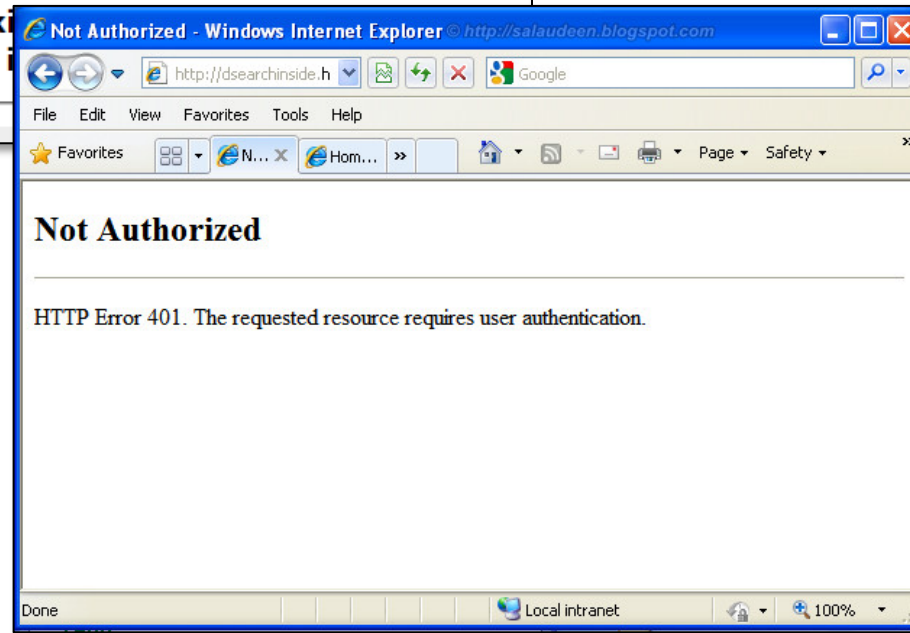 Not Authorized - Windows Internet Explorer © http://salaudeen.blogspot.com
http://dsearchinside.h Google
File Edit View Favorites Tools Help
Favorites N... Hom... » Page Safety »
Not Authorized
HTTP Error 401. The requested resource requires user authentication.
Done Local intranet 100%